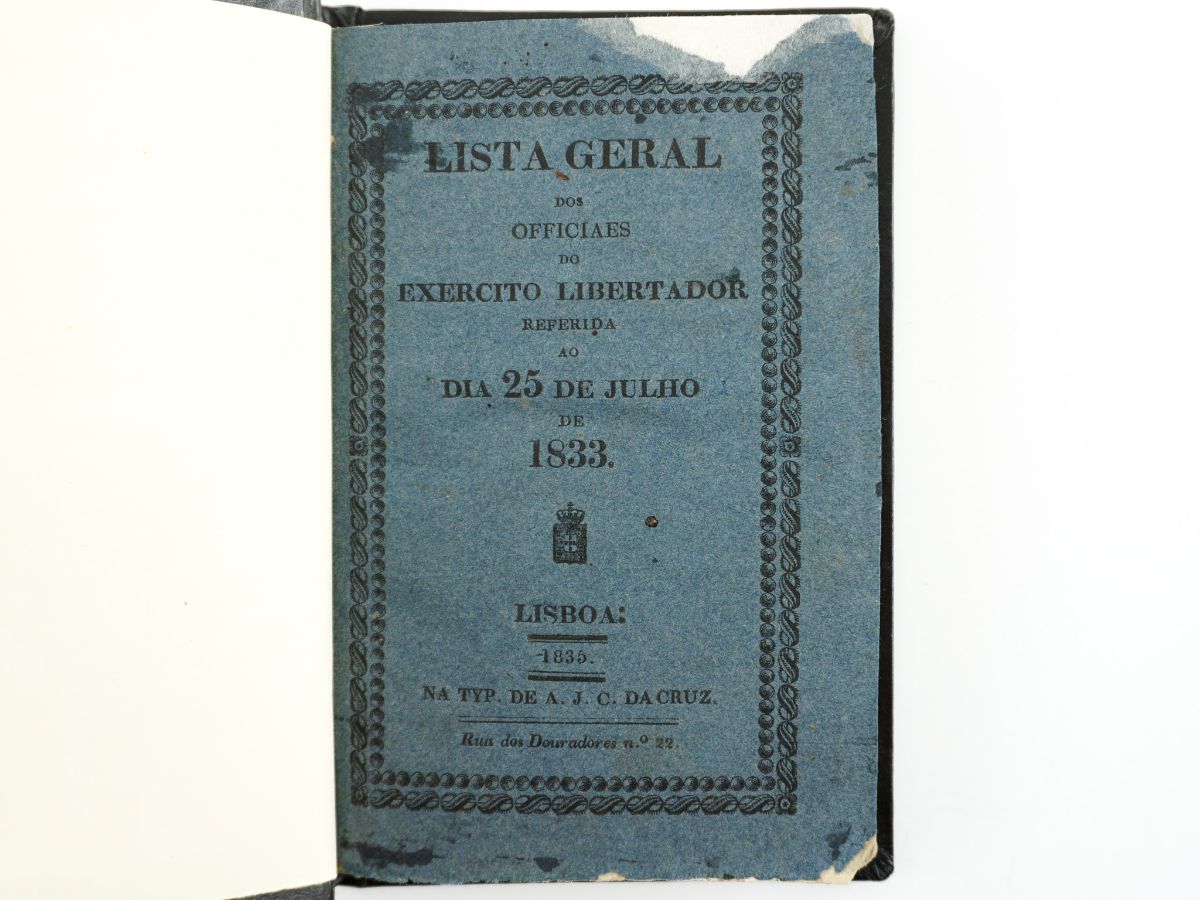 LISTA GERAL
DOS
OFFICIAES
DO
EXERCITO LIBERTADOR
REFERIDA
AO
DIA 25 DE JULHO
DE
1833.
LISBOA:
1835.
NA TYP. DE A. J. C. DA CRUZ.
Rua dos Douradores n.º 22.